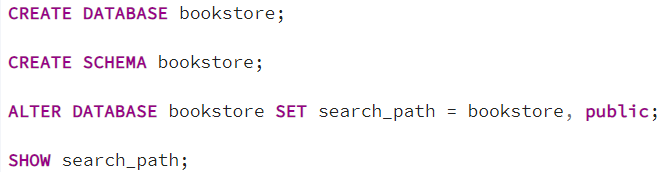 CREATE DATABASE bookstore;
CREATE SCHEMA bookstore;
ALTER DATABASE bookstore SET search_path = bookstore, public;
SHOW search_path;